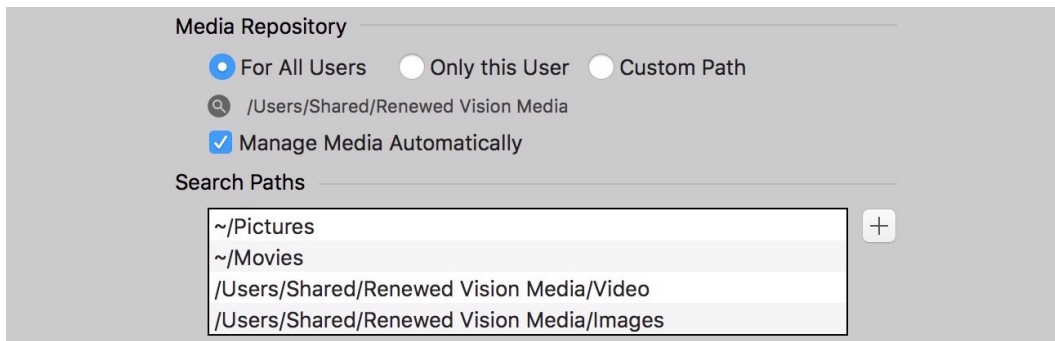 Media Repository
For All Users Only this User Custom Path
/Users/Shared/Renewed Vision Media
Manage Media Automatically
Search Paths
~/Pictures
~/Movies
/Users/Shared/Renewed Vision Media/Video
/Users/Shared/Renewed Vision Media/Images